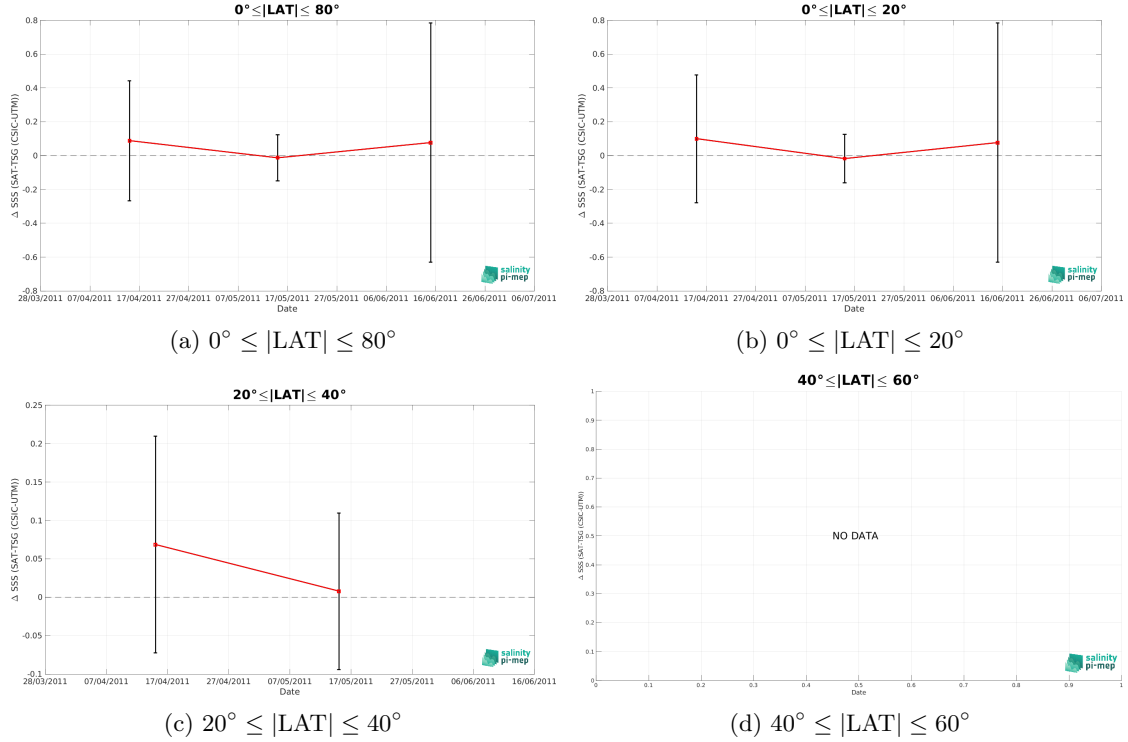 0°≤|LAT|≤ 80°
0.8
0.6
0.4
0.2
0
-0.2
-0.4
-0.6
-0.8
Δ SSS (SAT-TSG (CSIC-UTM))
28/03/2011 07/04/2011 17/04/2011 27/04/2011 07/05/2011 17/05/2011 27/05/2011 06/06/2011 16/06/2011 26/06/2011 06/07/2011
Date
salinity
pi-mep
(a) 0° ≤ |LAT| ≤ 80°
0°≤|LAT|≤ 20°
0.8
0.6
0.4
0.2
0
-0.2
-0.4
-0.6
-0.8
Δ SSS (SAT-TSG (CSIC-UTM))
28/03/2011 07/04/2011 17/04/2011 27/04/2011 07/05/2011 17/05/2011 27/05/2011 06/06/2011 16/06/2011 26/06/2011 06/07/2011
Date
salinity
pi-mep
(b) 0° ≤ |LAT| ≤ 20°
20°≤|LAT|≤ 40°
0.25
0.2
0.15
0.1
0.05
0
-0.05
-0.1
Δ SSS (SAT-TSG (CSIC-UTM))
28/03/2011 07/04/2011 17/04/2011 27/04/2011 07/05/2011 17/05/2011 27/05/2011 06/06/2011 16/06/2011
Date
salinity
pi-mep
(c) 20° ≤ |LAT| ≤ 40°
40°≤|LAT|≤ 60°
1
0.9
0.8
0.7
0.6
0.5
0.4
0.3
0.2
0.1
0
Δ SSS (SAT-TSG (CSIC-UTM))
NO DATA
0 0.1 0.2 0.3 0.4 0.5 0.6 0.7 0.8 0.9 1
Date
salinity
pi-mep
(d) 40° ≤ |LAT| ≤ 60°